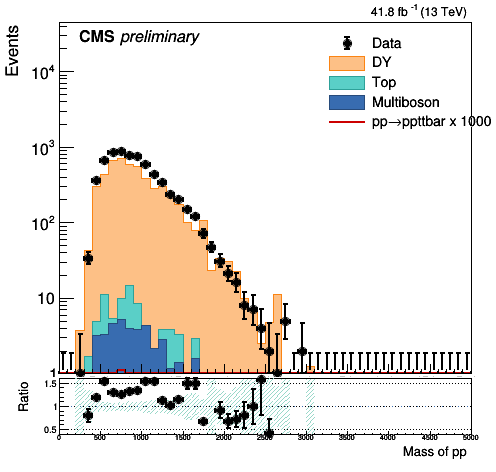 41.8 fb⁻¹ (13 TeV)
CMS preliminary
Events
Data
DY
Top
Multiboson
pp→ppttbar x 1000
10⁴
10³
10²
10
1
Ratio
1.5
1
0.5
0 500 1000 1500 2000 2500 3000 3500 4000 4500 5000
Mass of pp